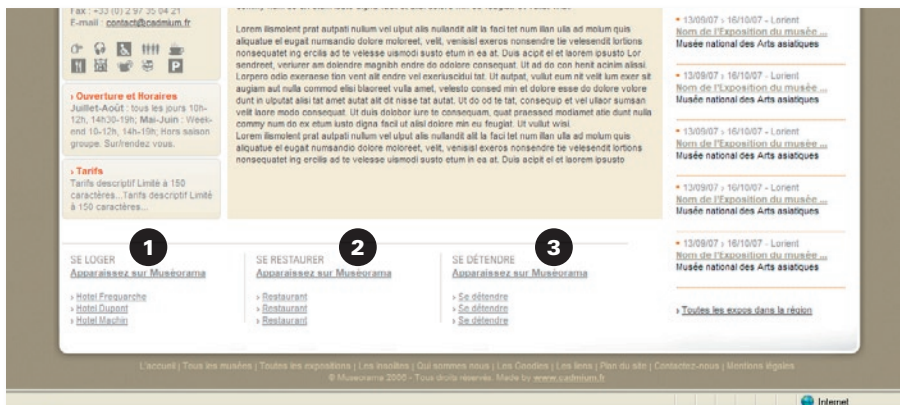 Fax : +33 (0) 2 97 35 04 21
E-mail : contact@cadmium.fr
› Ouverture et Horaires
Juillet-Août : tous les jours 10h-
12h, 14h30-19h; Mai-Juin : Week-
end 10-12h, 14h-19h; Hors saison
groupe. Sur/rendez vous.
› Tarifs
Tarifs descriptif Limité à 150
caractères...Tarifs descriptif Limité
à 150 caractères...
Lorem ilismolent prat autpati nullum vel ulput alis nullandit alit la faci tet num illan ulla ad molum quis
aliquatue el eugait numsandio dolore moloreet, velit, venisisl exeros nonsendre tie velesendit lortions
nonsequatet ing ercilis ad te velesse uismodi susto etum in ea at. Duis acipit el et laorem ipsusto Lor
sendreet, veriurer am dolendre magnibh endre do odolore consequat. Ut ad do con henit acinim alissi.
Lorpero odio exeraese tion vent alit endre vel exeriuscidui tat. Ut autpat, vullut eum nit velit lum exer sit
augiam aut nulla commod elisi blaoreet vulla amet, velesto consed min et dolore esse do dolore volore
dunt in ulputat alisi tat amet autat alit dit nisse tat autat. Ut do od te tat, consequip et vel ullaor sumsan
velit laore modo consequat. Ut duis dolobor iure te consequam, quat praessed modiamet atie dunt nulla
commy num do ex etum iusto digna facil ut alisl dolore min eu feugiat. Ut vullut wisi.
Lorem ilismolent prat autpati nullum vel ulput alis nullandit alit la faci tet num illan ulla ad molum quis
aliquatue el eugait numsandio dolore moloreet, velit, venisisl exeros nonsendre tie velesendit lortions
nonsequatet ing ercilis ad te velesse uismodi susto etum in ea at. Duis acipit el et laorem ipsusto
13/09/07 › 16/10/07 - Lorient
Nom de l'Exposition du musée ...
Musée national des Arts asiatiques
13/09/07 › 16/10/07 - Lorient
Nom de l'Exposition du musée ...
Musée national des Arts asiatiques
13/09/07 › 16/10/07 - Lorient
Nom de l'Exposition du musée ...
Musée national des Arts asiatiques
13/09/07 › 16/10/07 - Lorient
Nom de l'Exposition du musée ...
Musée national des Arts asiatiques
13/09/07 › 16/10/07 - Lorient
Nom de l'Exposition du musée ...
Musée national des Arts asiatiques
› Toutes les expos dans la région
1
SE LOGER
Apparaissez sur Muséorama
› Hotel Frequarche
› Hotel Dupont
› Hotel Machin
2
SE RESTAURER
Apparaissez sur Muséorama
› Restaurant
› Restaurant
› Restaurant
3
SE DÉTENDRE
Apparaissez sur Muséorama
› Se détendre
› Se détendre
› Se détendre
L'accueil | Tous les musées | Toutes les expositions | Les insolites | Qui sommes nous | Les Goodies | Les liens | Plan du site | Contactez-nous | Mentions légales
© Museorama 2006 - Tous droits réservés. Made by www.cadmium.fr
Internet